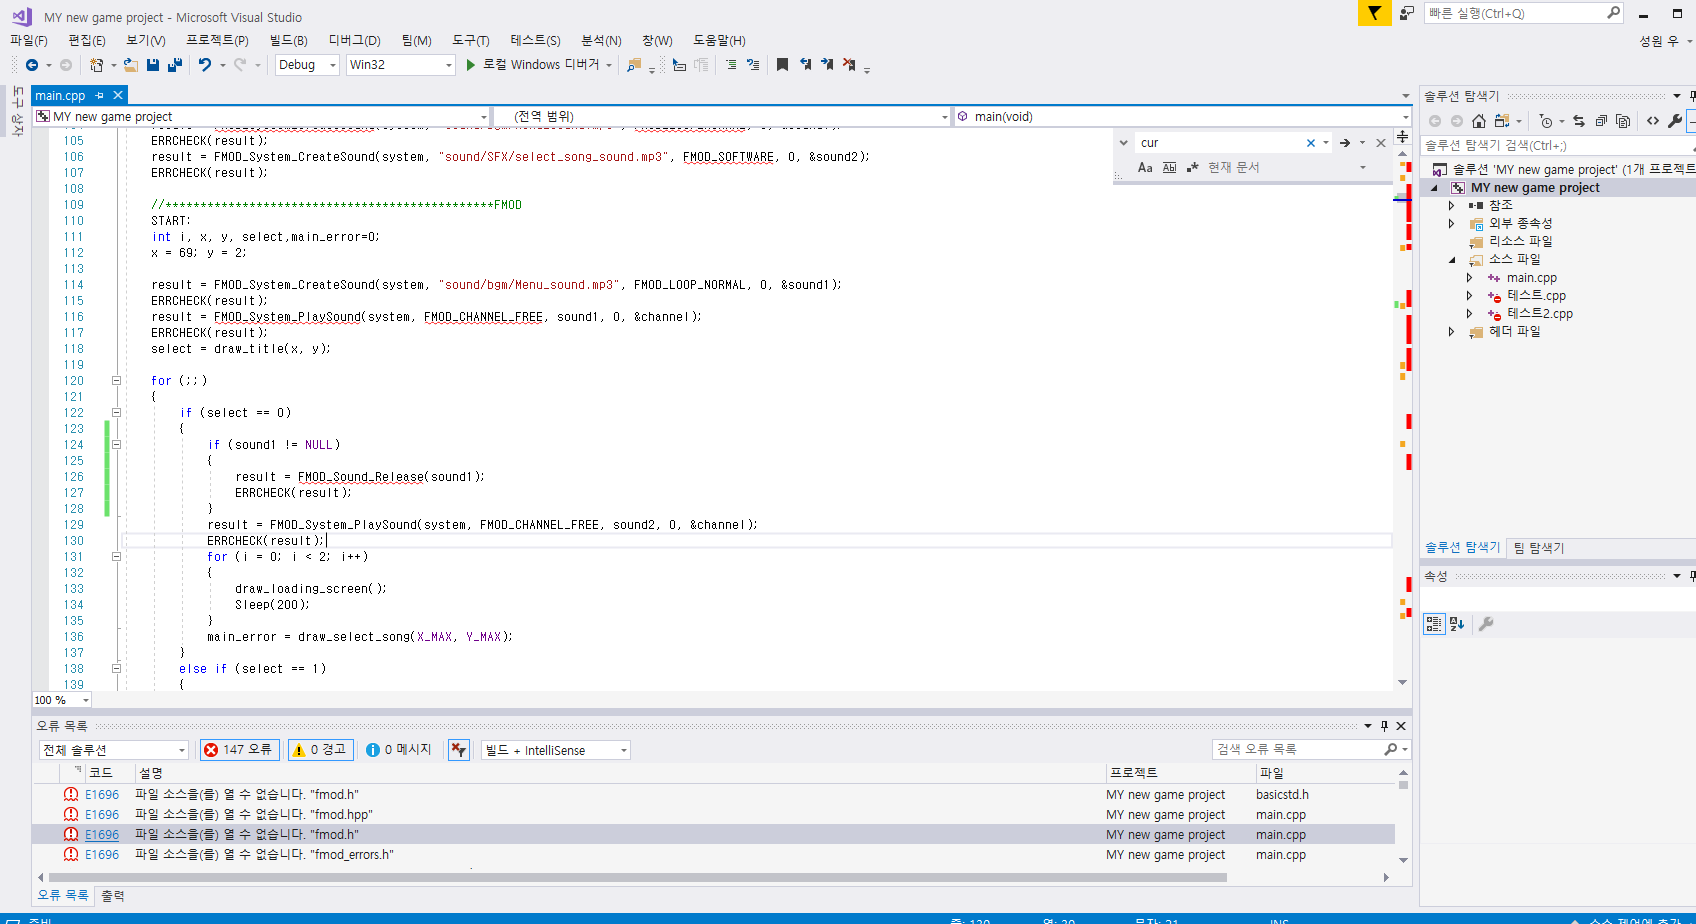 MY new game project - Microsoft Visual Studio
빠른 실행(Ctrl+Q)
파일(F) 편집(E) 보기(V) 프로젝트(P) 빌드(B) 디버그(D) 팀(M) 도구(T) 테스트(S) 분석(N) 창(W) 도움말(H)
성원 우
Debug Win32 로컬 Windows 디버거
도구 상자
main.cpp
MY new game project (전역 범위) main(void)
cur
Aa Ab 현재 문서
105 ERRCHECK(result);
106 result = FMOD_System_CreateSound(system, "sound/SFX/select_song_sound.mp3", FMOD_SOFTWARE, 0, &sound2);
107 ERRCHECK(result);
108
109 //***********************************************FMOD
110 START:
111 int i, x, y, select,main_error=0;
112 x = 69; y = 2;
113
114 result = FMOD_System_CreateSound(system, "sound/bgm/Menu_sound.mp3", FMOD_LOOP_NORMAL, 0, &sound1);
115 ERRCHECK(result);
116 result = FMOD_System_PlaySound(system, FMOD_CHANNEL_FREE, sound1, 0, &channel);
117 ERRCHECK(result);
118 select = draw_title(x, y);
119
120 for (;;)
121 {
122 if (select == 0)
123 {
124 if (sound1 != NULL)
125 {
126 result = FMOD_Sound_Release(sound1);
127 ERRCHECK(result);
128 }
129 result = FMOD_System_PlaySound(system, FMOD_CHANNEL_FREE, sound2, 0, &channel);
130 ERRCHECK(result);
131 for (i = 0; i < 2; i++)
132 {
133 draw_loading_screen();
134 Sleep(200);
135 }
136 main_error = draw_select_song(X_MAX, Y_MAX);
137 }
138 else if (select == 1)
139 {
100 %
솔루션 탐색기
솔루션 탐색기 검색(Ctrl+;)
솔루션 'MY new game project' (1개 프로젝트
MY new game project
참조
외부 종속성
리소스 파일
소스 파일
main.cpp
테스트.cpp
테스트2.cpp
헤더 파일
솔루션 탐색기 팀 탐색기
속성
오류 목록
전체 솔루션 147 오류 0 경고 0 메시지 빌드 + IntelliSense 검색 오류 목록
코드 설명 프로젝트 파일
E1696 파일 소스을(를) 열 수 없습니다. "fmod.h" MY new game project basicstd.h
E1696 파일 소스을(를) 열 수 없습니다. "fmod.hpp" MY new game project main.cpp
E1696 파일 소스을(를) 열 수 없습니다. "fmod.h" MY new game project main.cpp
E1696 파일 소스을(를) 열 수 없습니다. "fmod_errors.h" MY new game project main.cpp
오류 목록 출력